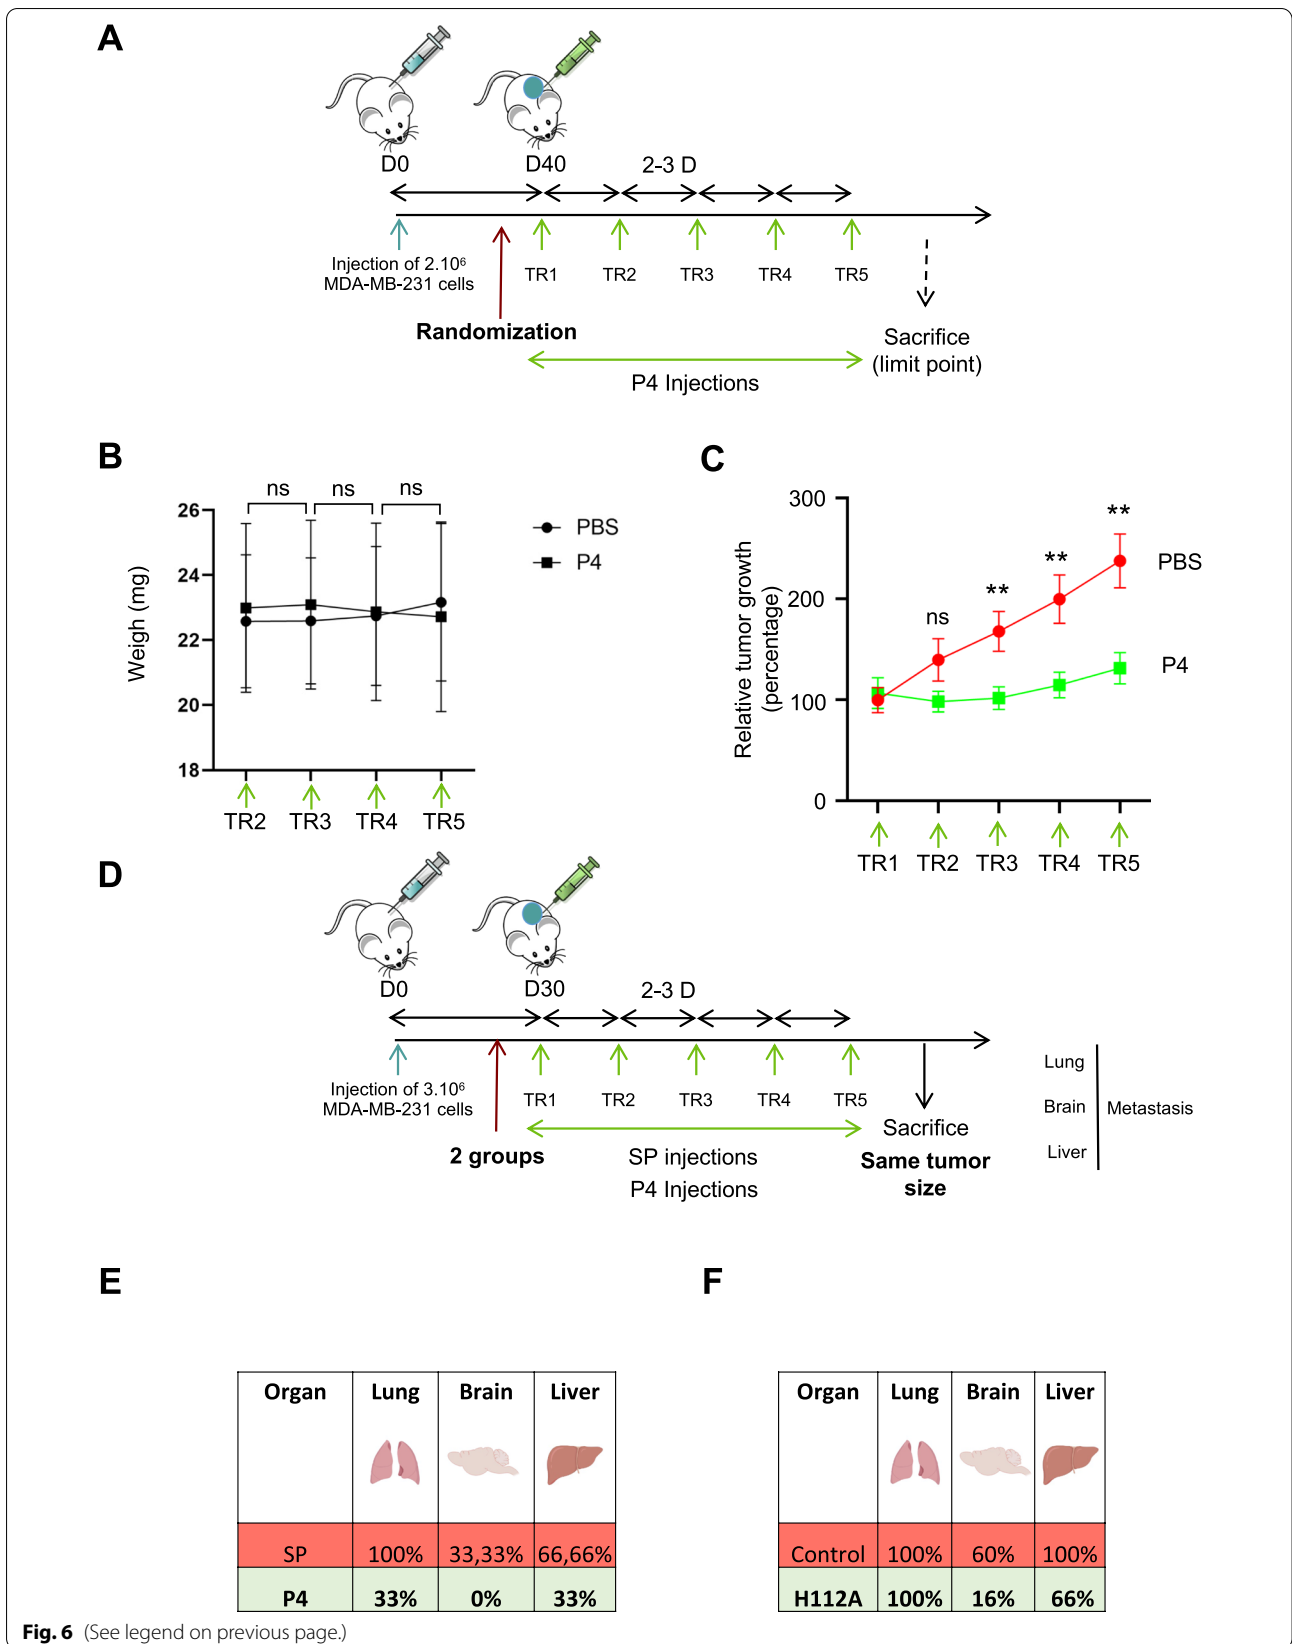 A
D0
D40
2-3 D
Injection of 2.10⁶
MDA-MB-231 cells
TR1
TR2
TR3
TR4
TR5
Randomization
Sacrifice
(limit point)
P4 Injections
B
ns
ns
ns
26
24
22
20
18
Weigh (mg)
PBS
P4
TR2
TR3
TR4
TR5
C
300
200
100
0
Relative tumor growth
(percentage)
ns
**
**
**
PBS
P4
TR1
TR2
TR3
TR4
TR5
D
D0
D30
2-3 D
Injection of 3.10⁶
MDA-MB-231 cells
TR1
TR2
TR3
TR4
TR5
2 groups
SP injections
P4 Injections
Sacrifice
Same tumor
size
Lung
Brain
Liver
Metastasis
E
Organ Lung Brain Liver
SP 100% 33,33% 66,66%
P4 33% 0% 33%
F
Organ Lung Brain Liver
Control 100% 60% 100%
H112A 100% 16% 66%
Fig. 6 (See legend on previous page.)